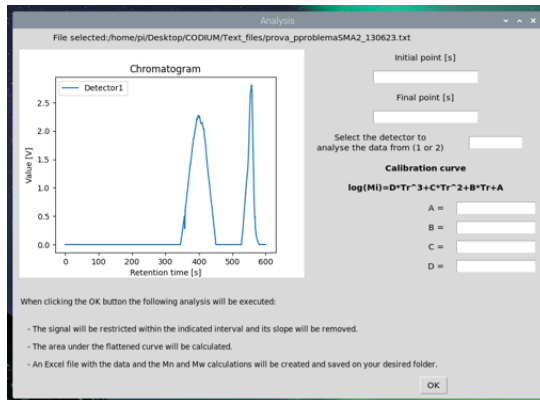 Analysis
File selected:/home/pi/Desktop/CODIUM/Text_files/prova_pproblemaSMA2_130623.txt
Chromatogram
Detector1
Value [V]
2.5
2.0
1.5
1.0
0.5
0.0
0 100 200 300 400 500 600
Retention time [s]
Initial point [s]
Final point [s]
Select the detector to
analyse the data from (1 or 2)
Calibration curve
log(Mi)=D*Tr^3+C*Tr^2+B*Tr+A
A =
B =
C =
D =
When clicking the OK button the following analysis will be executed:
- The signal will be restricted within the indicated interval and its slope will be removed.
- The area under the flattened curve will be calculated.
- An Excel file with the data and the Mn and Mw calculations will be created and saved on your desired folder.
OK